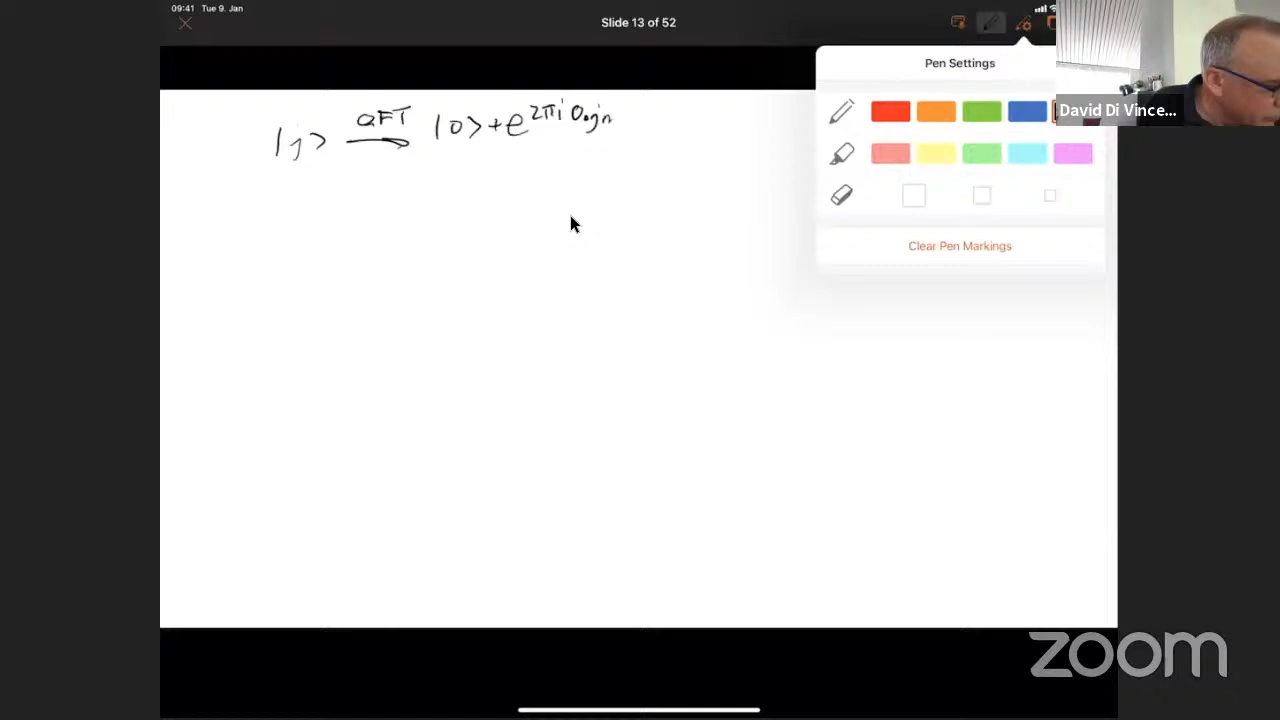 09:41 Tue 9. Jan
Slide 13 of 52
Pen Settings
David Di Vince...
|j> QFT |0>+e^{2πi 0.j_n}
Clear Pen Markings
zoom